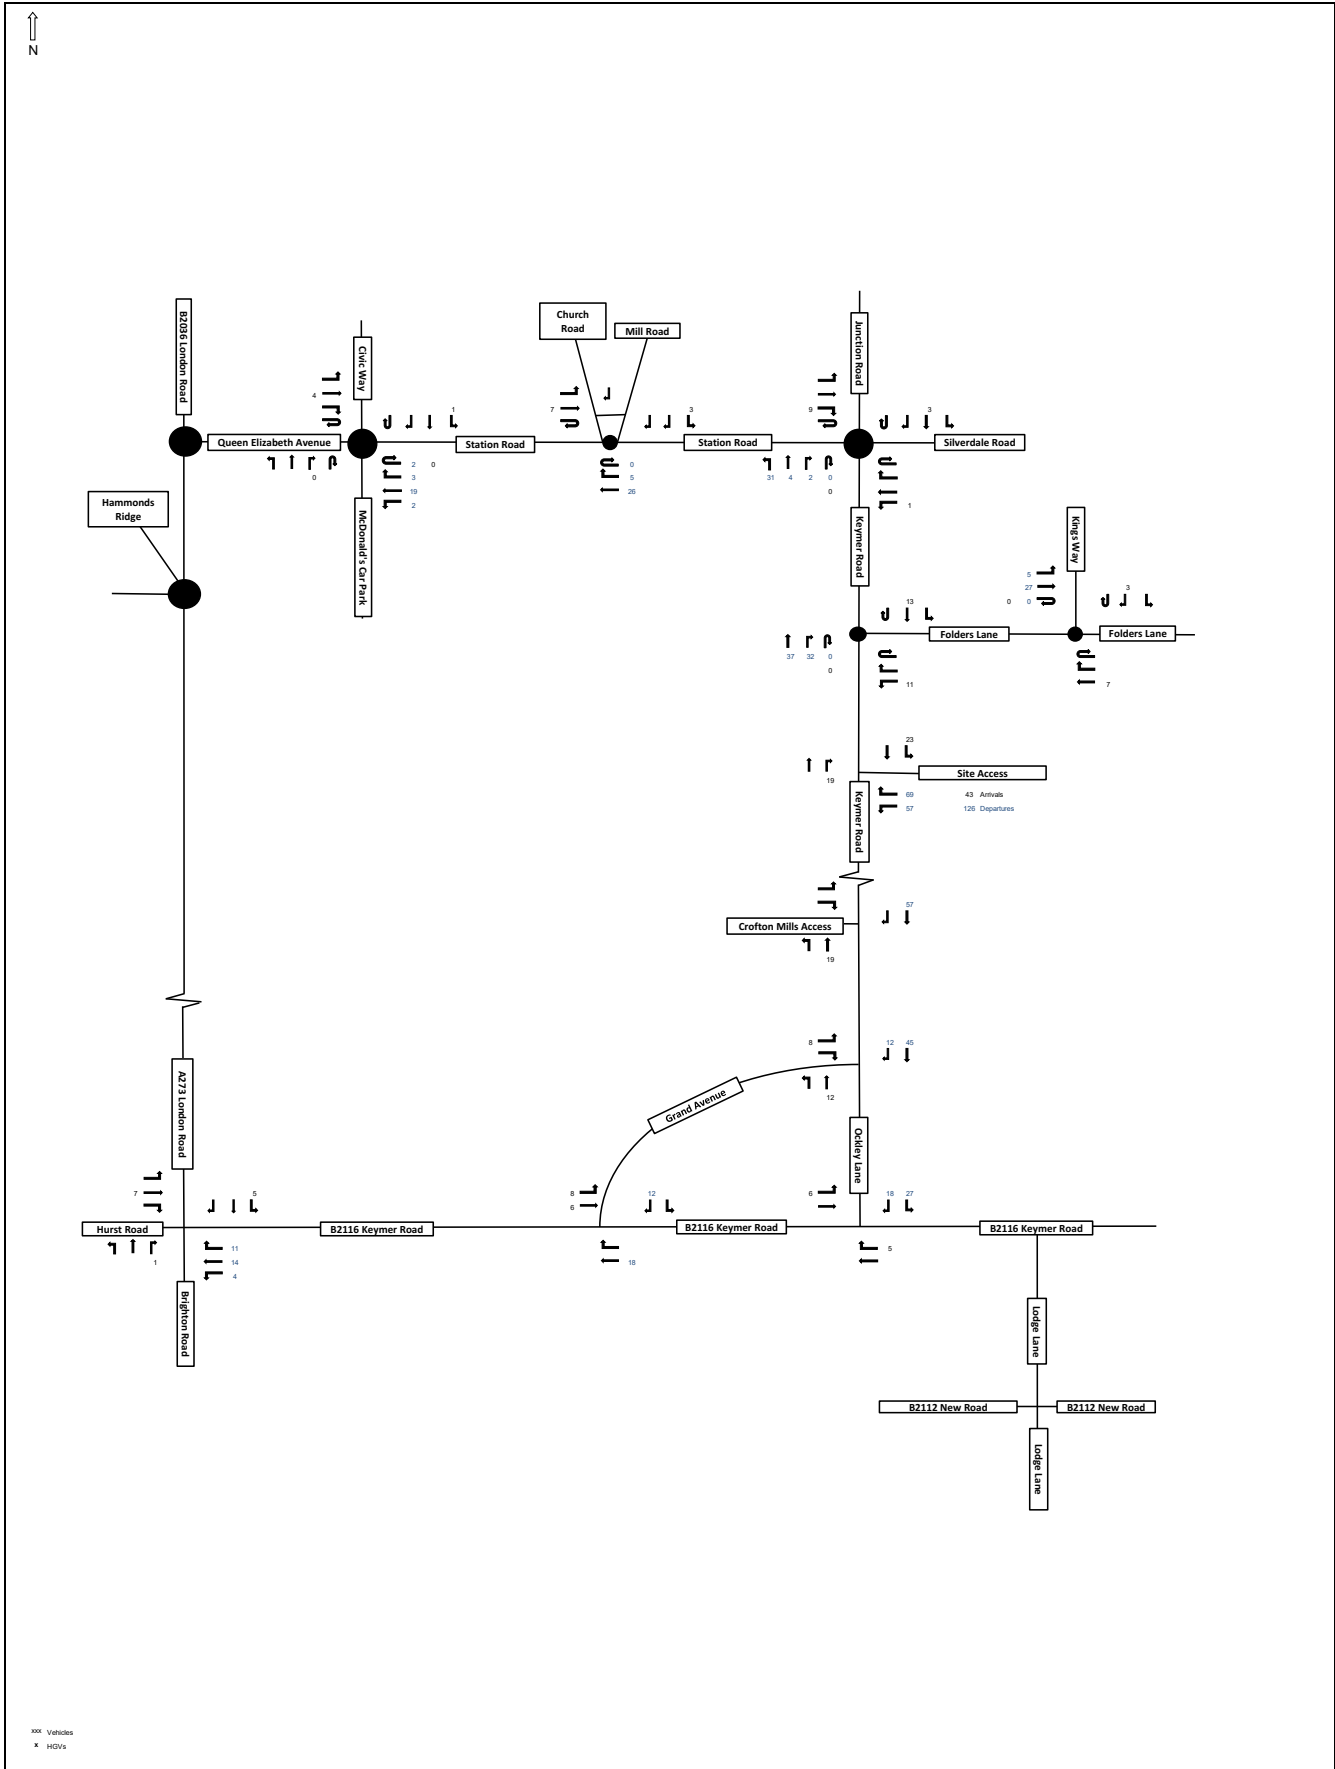 N
B2036 London Road
Civic Way
Church
Road
Mill Road
Junction Road
4
1
7
3
9
3
Queen Elizabeth Avenue
Station Road
Station Road
Silverdale Road
2 0
0
3
19
2
0
5
26
31 4 2 0
0
1
Hammonds
Ridge
McDonald's Car Park
Keymer Road
Kings Way
5
27
0 0
3
13
Folders Lane
Folders Lane
37 32 0
0
11
7
23
19
Site Access
69
57
43 Arrivals
126 Departures
Keymer Road
57
Crofton Mills Access
19
8
12 45
12
Grand Avenue
A273 London Road
Ockley Lane
7
5
8
6
12
6
18 27
Hurst Road
B2116 Keymer Road
B2116 Keymer Road
B2116 Keymer Road
1
11
14
4
18
5
Brighton Road
Lodge Lane
B2112 New Road
B2112 New Road
Lodge Lane
xxx Vehicles
x HGVs